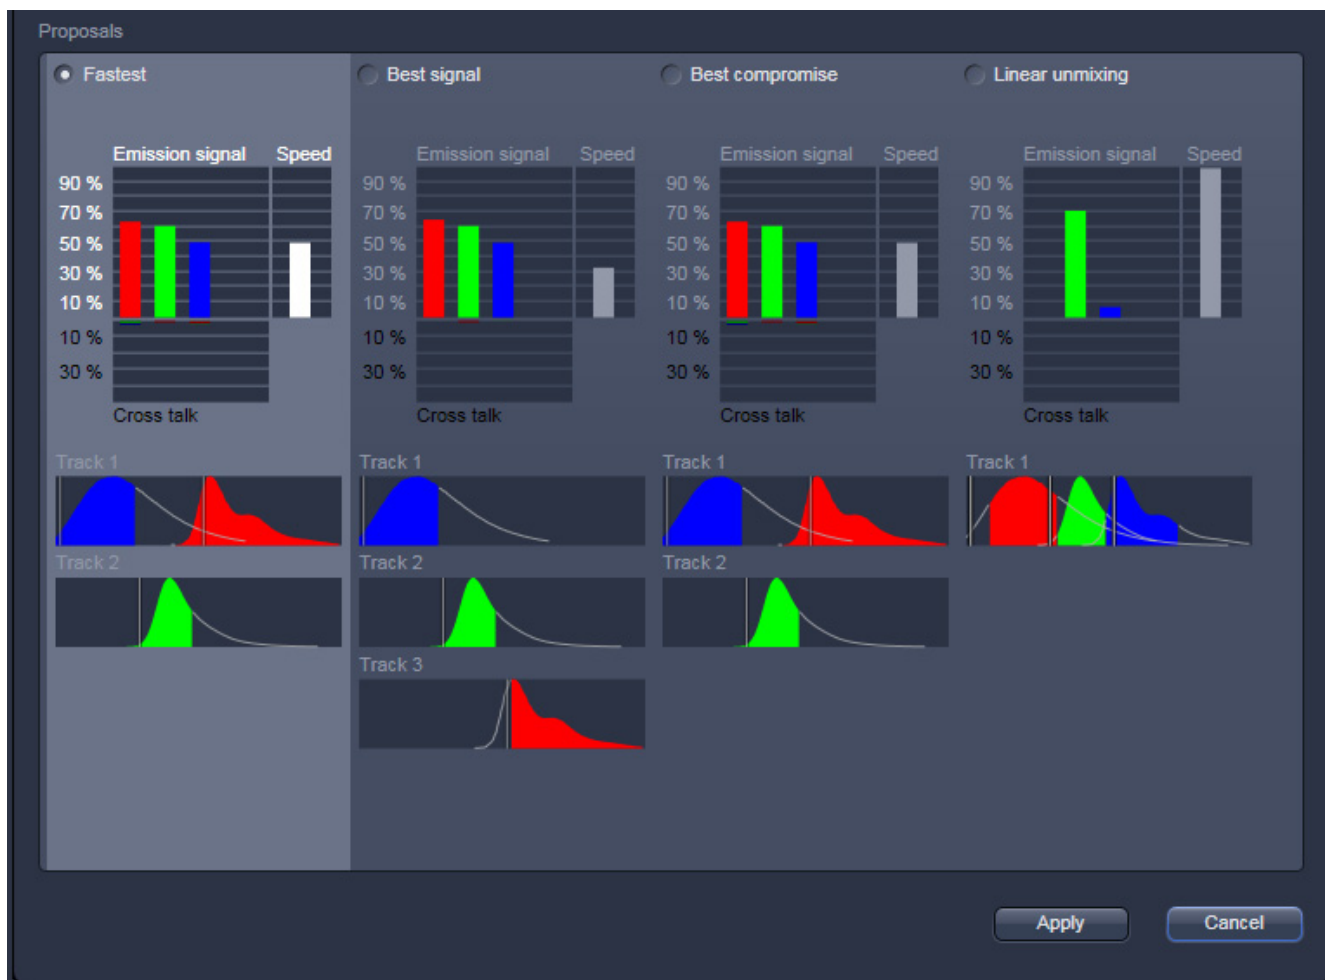 Proposals
Fastest
Best signal
Best compromise
Linear unmixing
Emission signal Speed
90 %
70 %
50 %
30 %
10 %
10 %
30 %
Cross talk
Track 1
Track 2
Emission signal Speed
90 %
70 %
50 %
30 %
10 %
10 %
30 %
Cross talk
Track 1
Track 2
Track 3
Emission signal Speed
90 %
70 %
50 %
30 %
10 %
10 %
30 %
Cross talk
Track 1
Track 2
Emission signal Speed
90 %
70 %
50 %
30 %
10 %
10 %
30 %
Cross talk
Track 1
Apply
Cancel